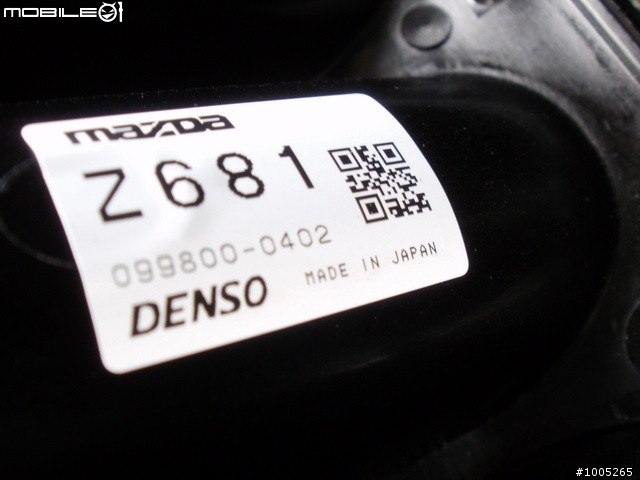 MOBILE01
mazda
Z681
099800-0402
DENSO MADE IN JAPAN
#1005265